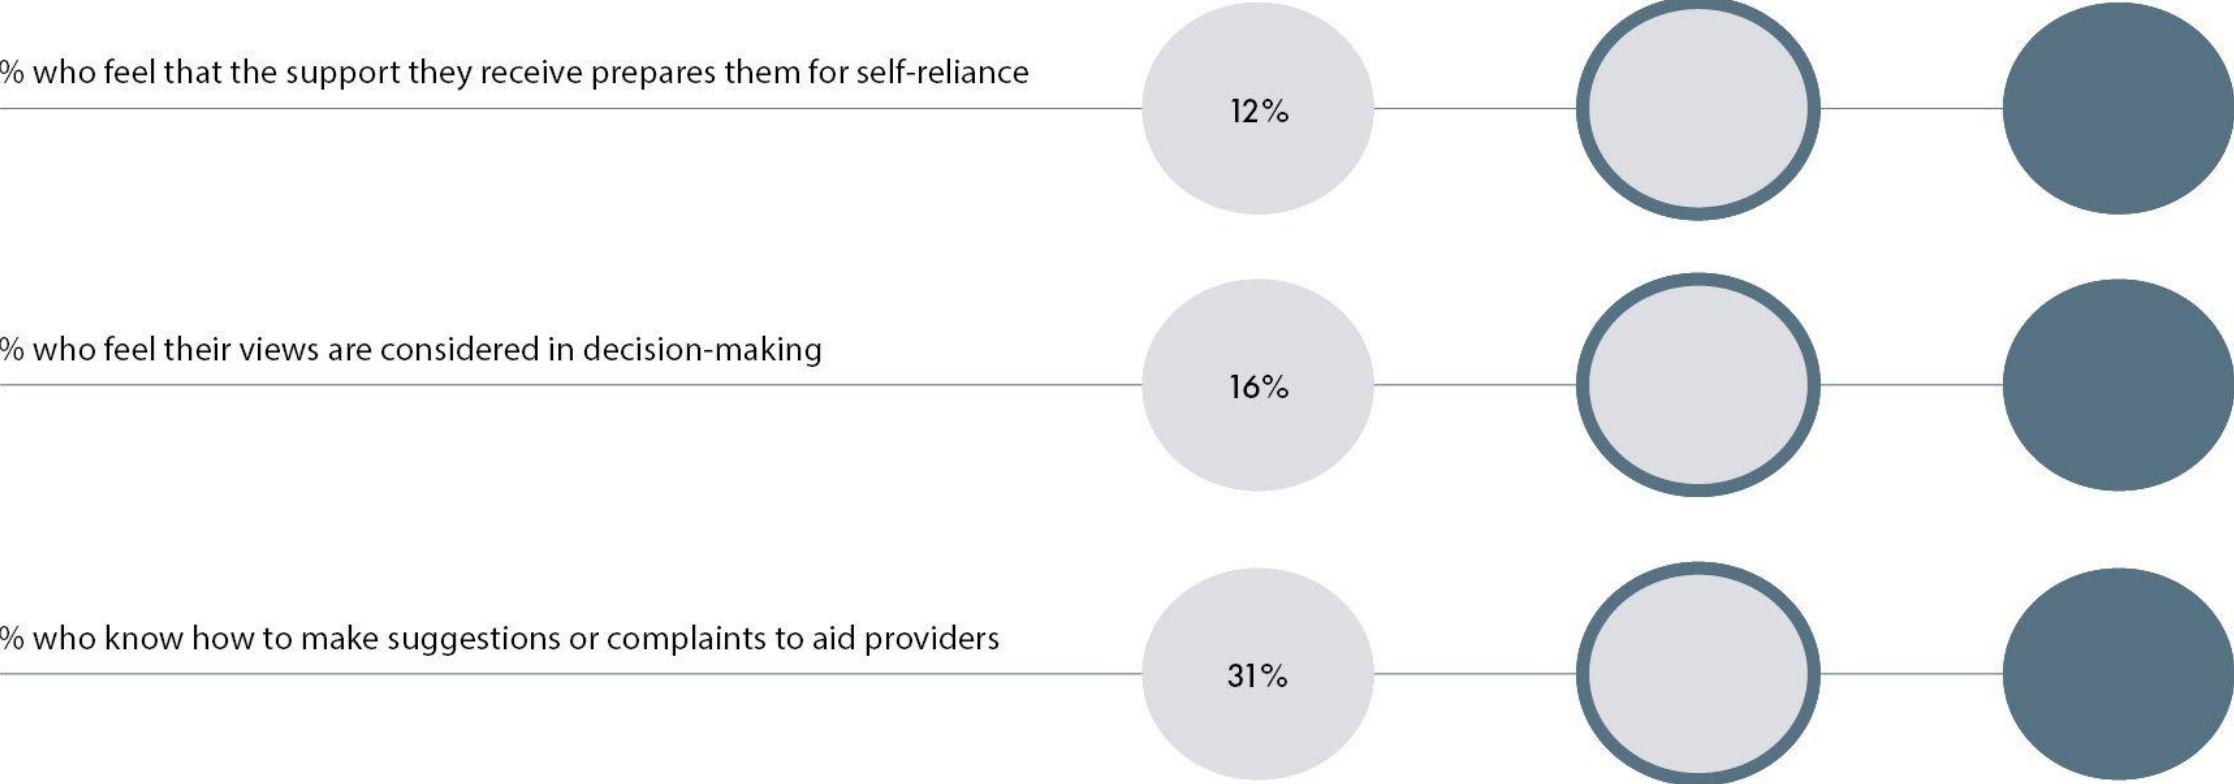 % who feel that the support they receive prepares them for self-reliance
12%
% who feel their views are considered in decision-making
16%
% who know how to make suggestions or complaints to aid providers
31%